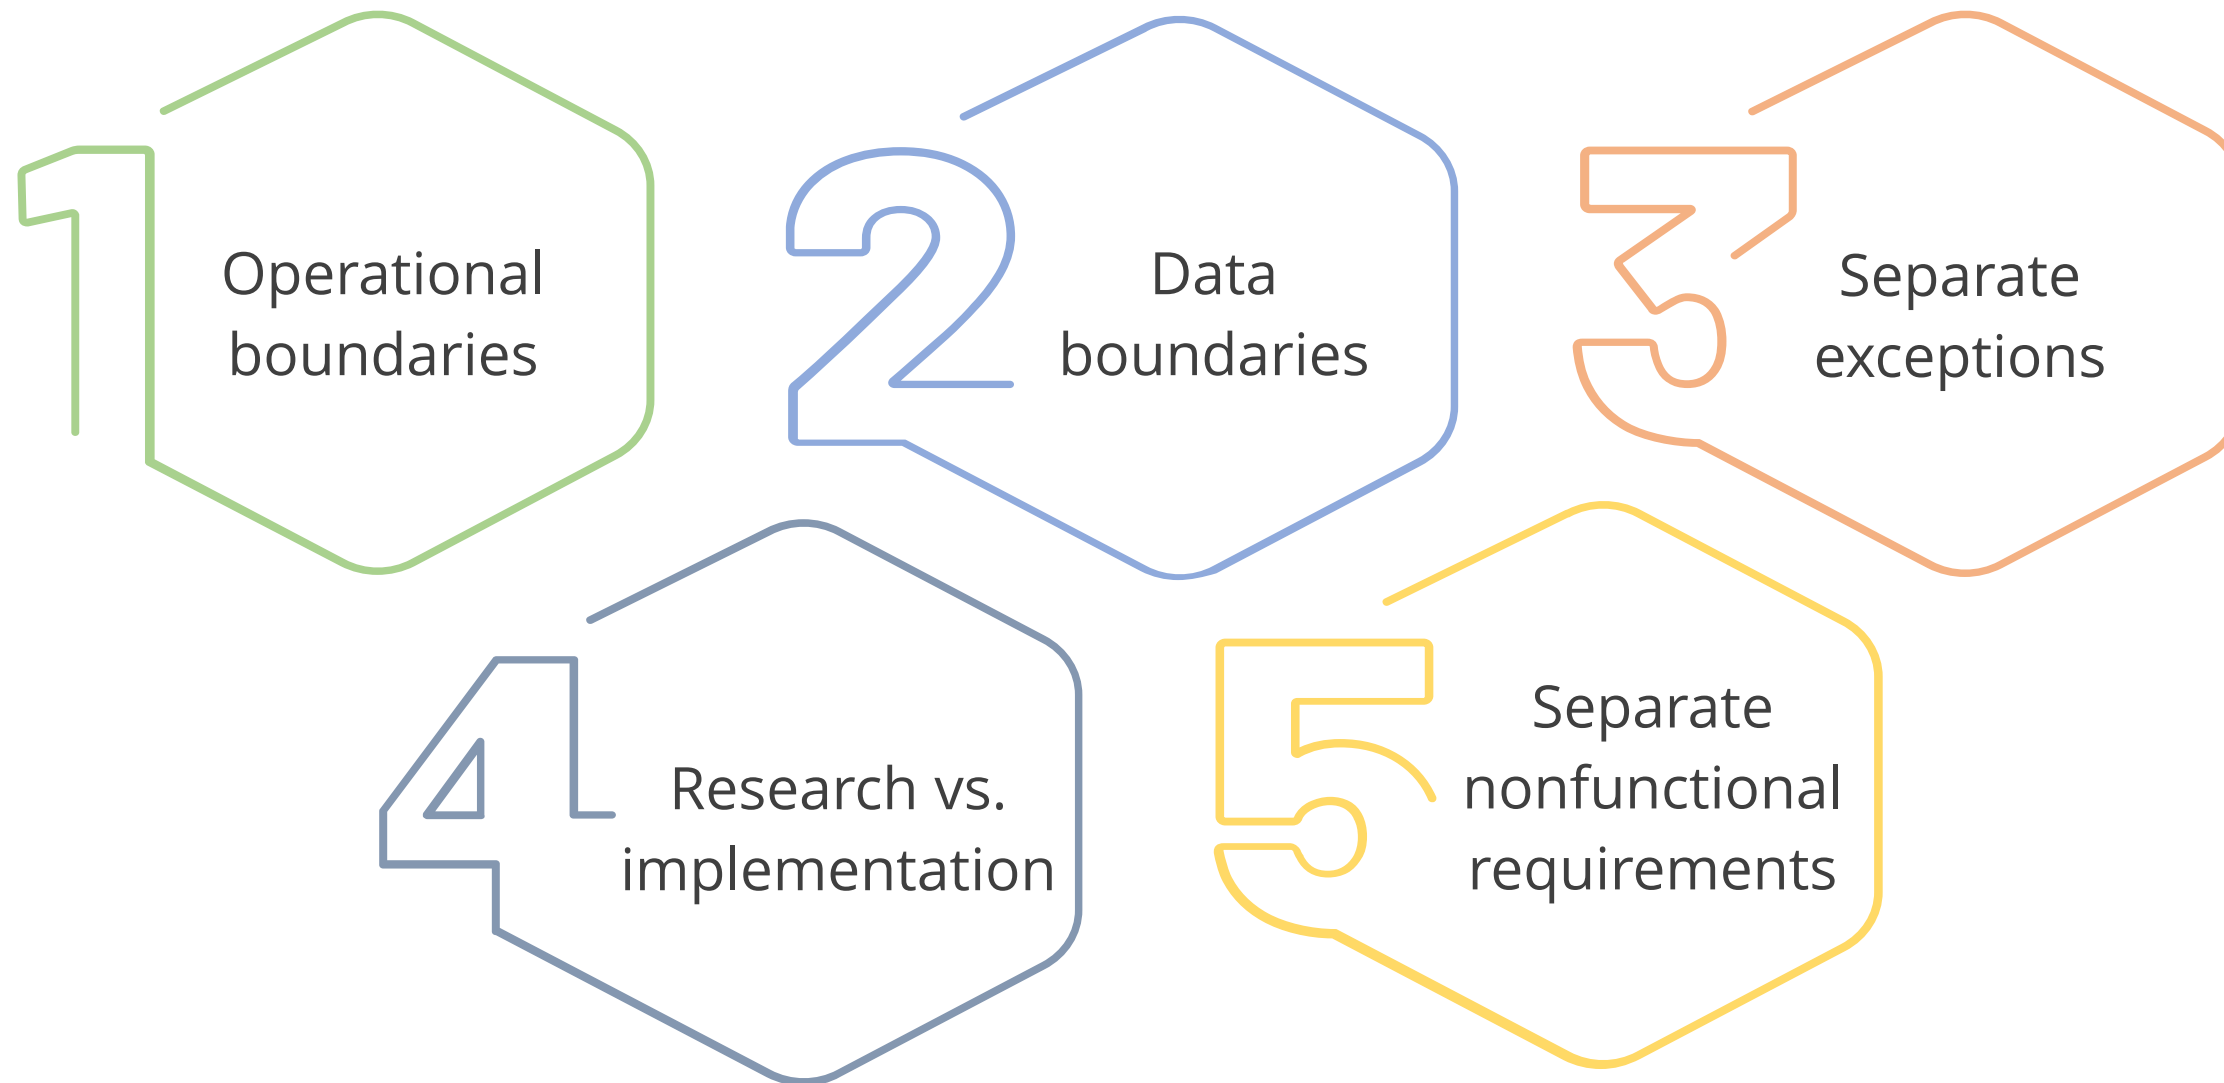 1
Operational
boundaries
2
Data
boundaries
3
Separate
exceptions
4
Research vs.
implementation
5
Separate
nonfunctional
requirements